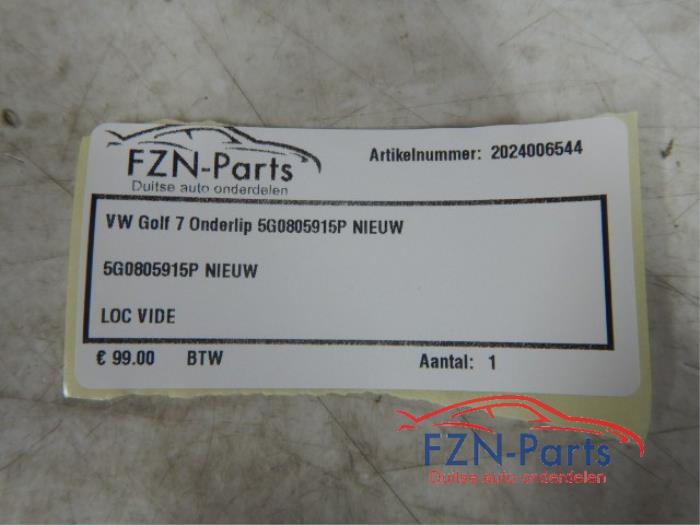 FZN-Parts
Duitse auto onderdelen
Artikelnummer: 2024006544
VW Golf 7 Onderlip 5G0805915P NIEUW
5G0805915P NIEUW
LOC VIDE
€ 99.00 BTW Aantal: 1
FZN-Parts
Duitse auto onderdelen